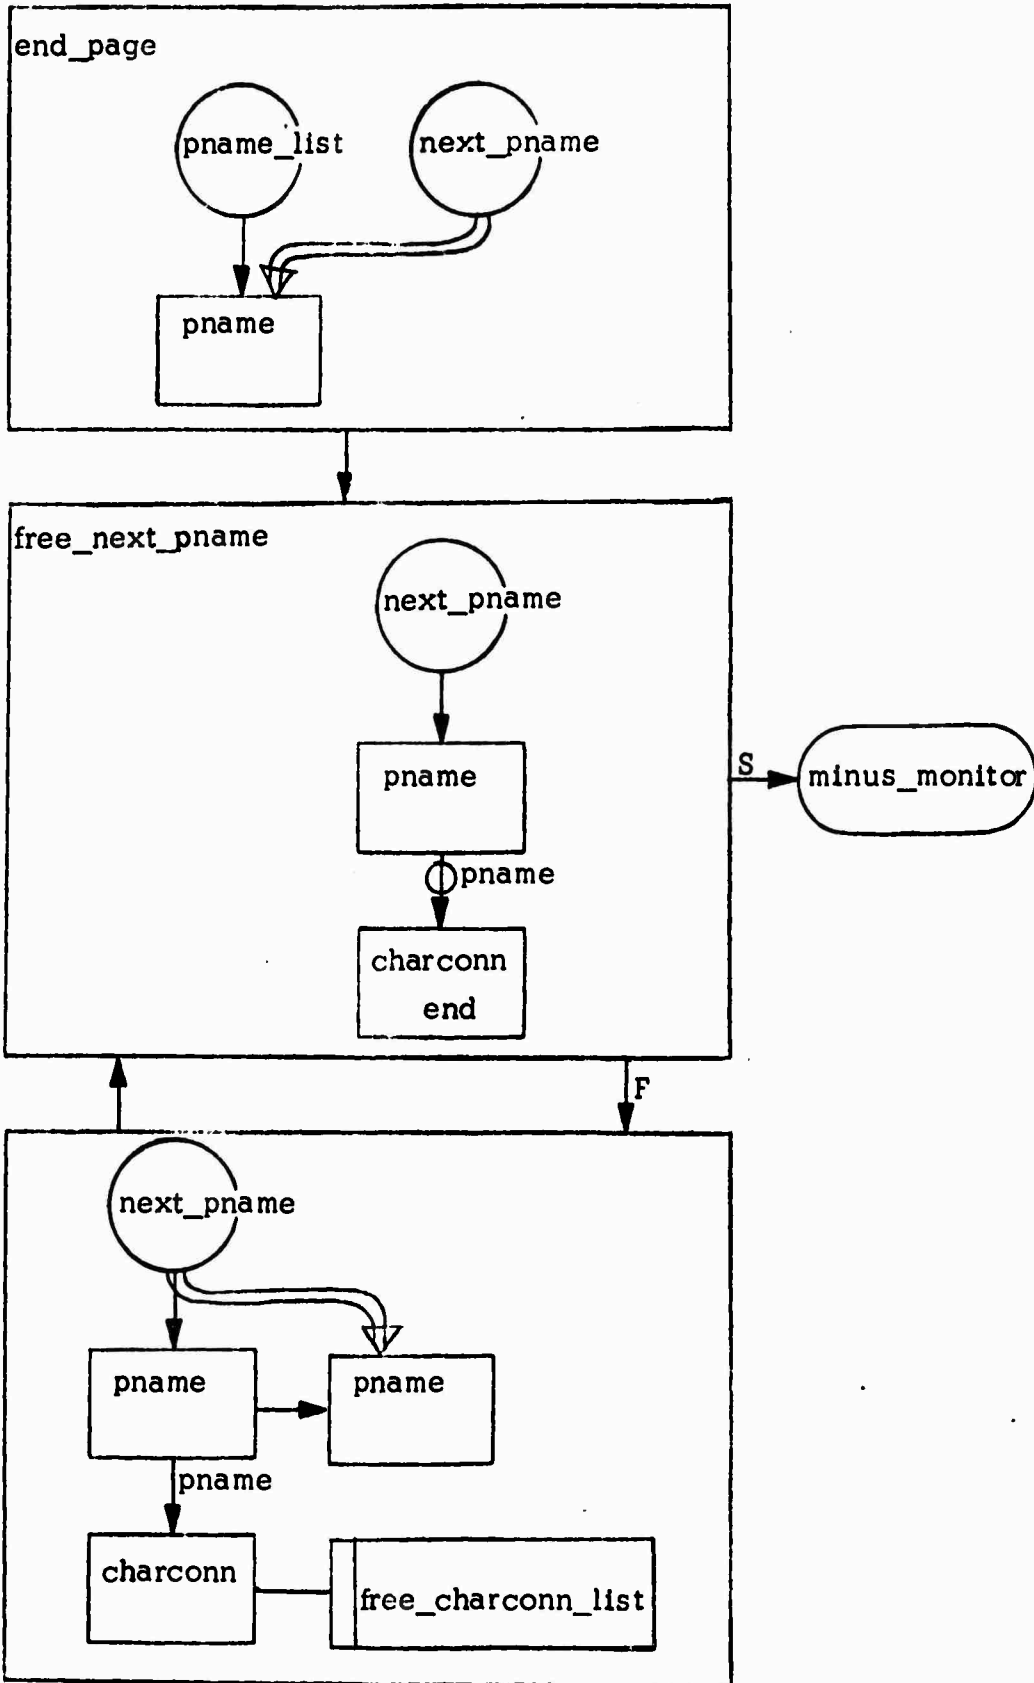 end_page
pname_list
next_pname
pname
free_next_pname
next_pname
pname
S
minus_monitor
pname
charconn
end
F
next_pname
pname
pname
pname
charconn
free_charconn_list